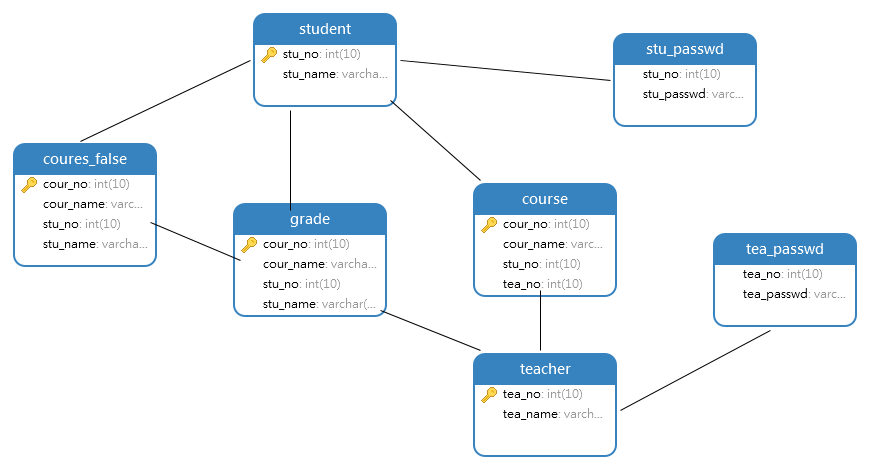 student
stu_no: int(10)
stu_name: varcha...
stu_passwd
stu_no: int(10)
stu_passwd: varc...
coures_false
cour_no: int(10)
cour_name: varc...
stu_no: int(10)
stu_name: varcha...
grade
cour_no: int(10)
cour_name: varcha...
stu_no: int(10)
stu_name: varchar(...
course
cour_no: int(10)
cour_name: varc...
stu_no: int(10)
tea_no: int(10)
tea_passwd
tea_no: int(10)
tea_passwd: varc...
teacher
tea_no: int(10)
tea_name: varch...